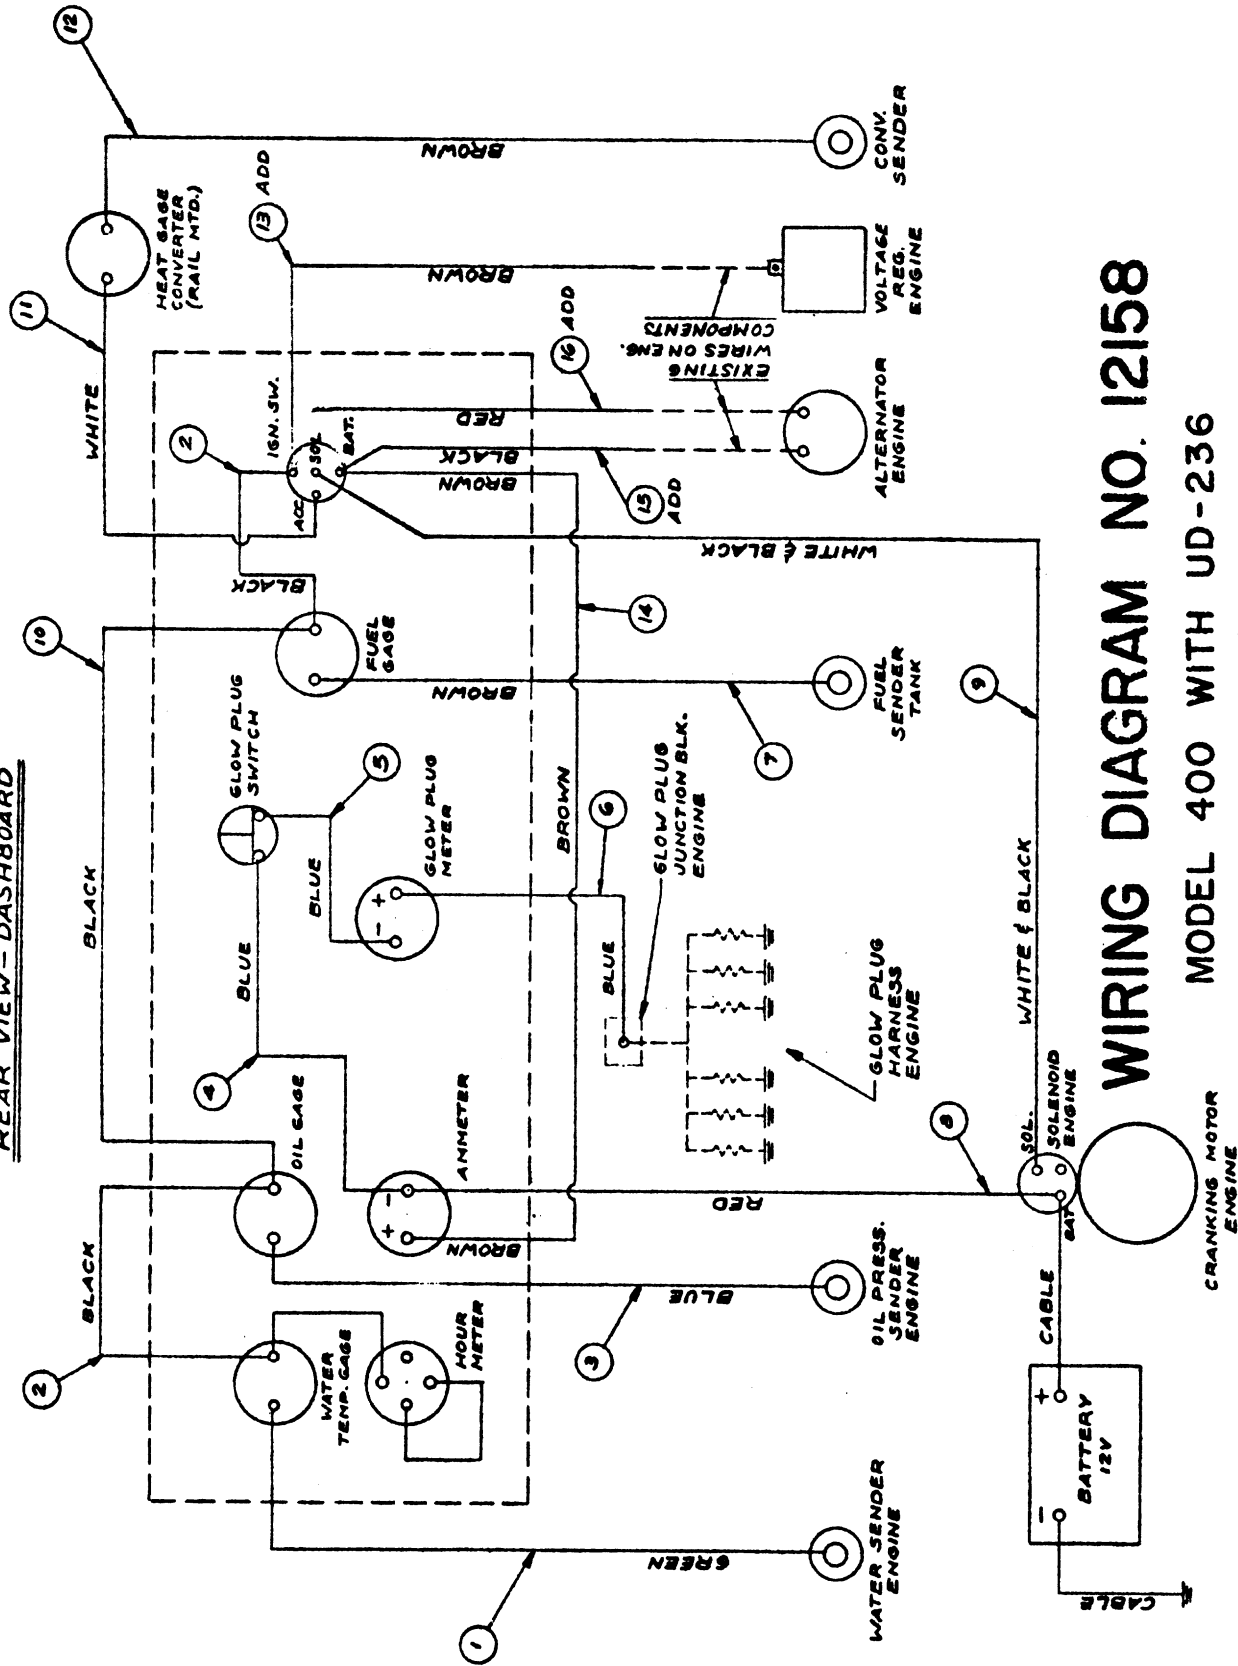 REAR VIEW - DASHBOARD
12
11
10
2
2
WHITE
BLACK
BLACK
HEAT GAGE
CONVERTER
(RAIL MTD.)
13 ADD
BROWN
BROWN
IGN. SW.
ACC
SOL
BAT.
BLACK
FUEL
GAGE
GLOW PLUG
SWITCH
5
BLUE
BLUE
4
GLOW PLUG
METER
+
-
OIL GAGE
AMMETER
-
+
WATER
TEMP. GAGE
HOUR
METER
16 ADD
RED
BLACK
BROWN
15
ADD
EXISTING
WIRES ON ENG.
COMPONENTS
WHITE & BLACK
14
BROWN
7
BROWN
6
BLUE
GLOW PLUG
JUNCTION BLK.
ENGINE
GLOW PLUG
HARNESS
ENGINE
BROWN
RED
BLUE
3
GREEN
1
CONV.
SENDER
VOLTAGE
REG.
ENGINE
ALTERNATOR
ENGINE
FUEL
SENDER
TANK
OIL PRESS.
SENDER
ENGINE
WATER SENDER
ENGINE
9
WHITE & BLACK
8
SOL.
SOLENOID
ENGINE
BAT
CABLE
CRANKING MOTOR
ENGINE
+
-
BATTERY
12V
CABLE
WIRING DIAGRAM NO. 12158
MODEL 400 WITH UD-236